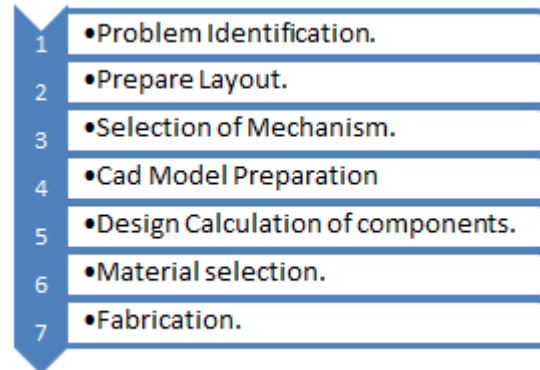 1 •Problem Identification.
2 •Prepare Layout.
3 •Selection of Mechanism.
4 •Cad Model Preparation
5 •Design Calculation of components.
6 •Material selection.
7 •Fabrication.